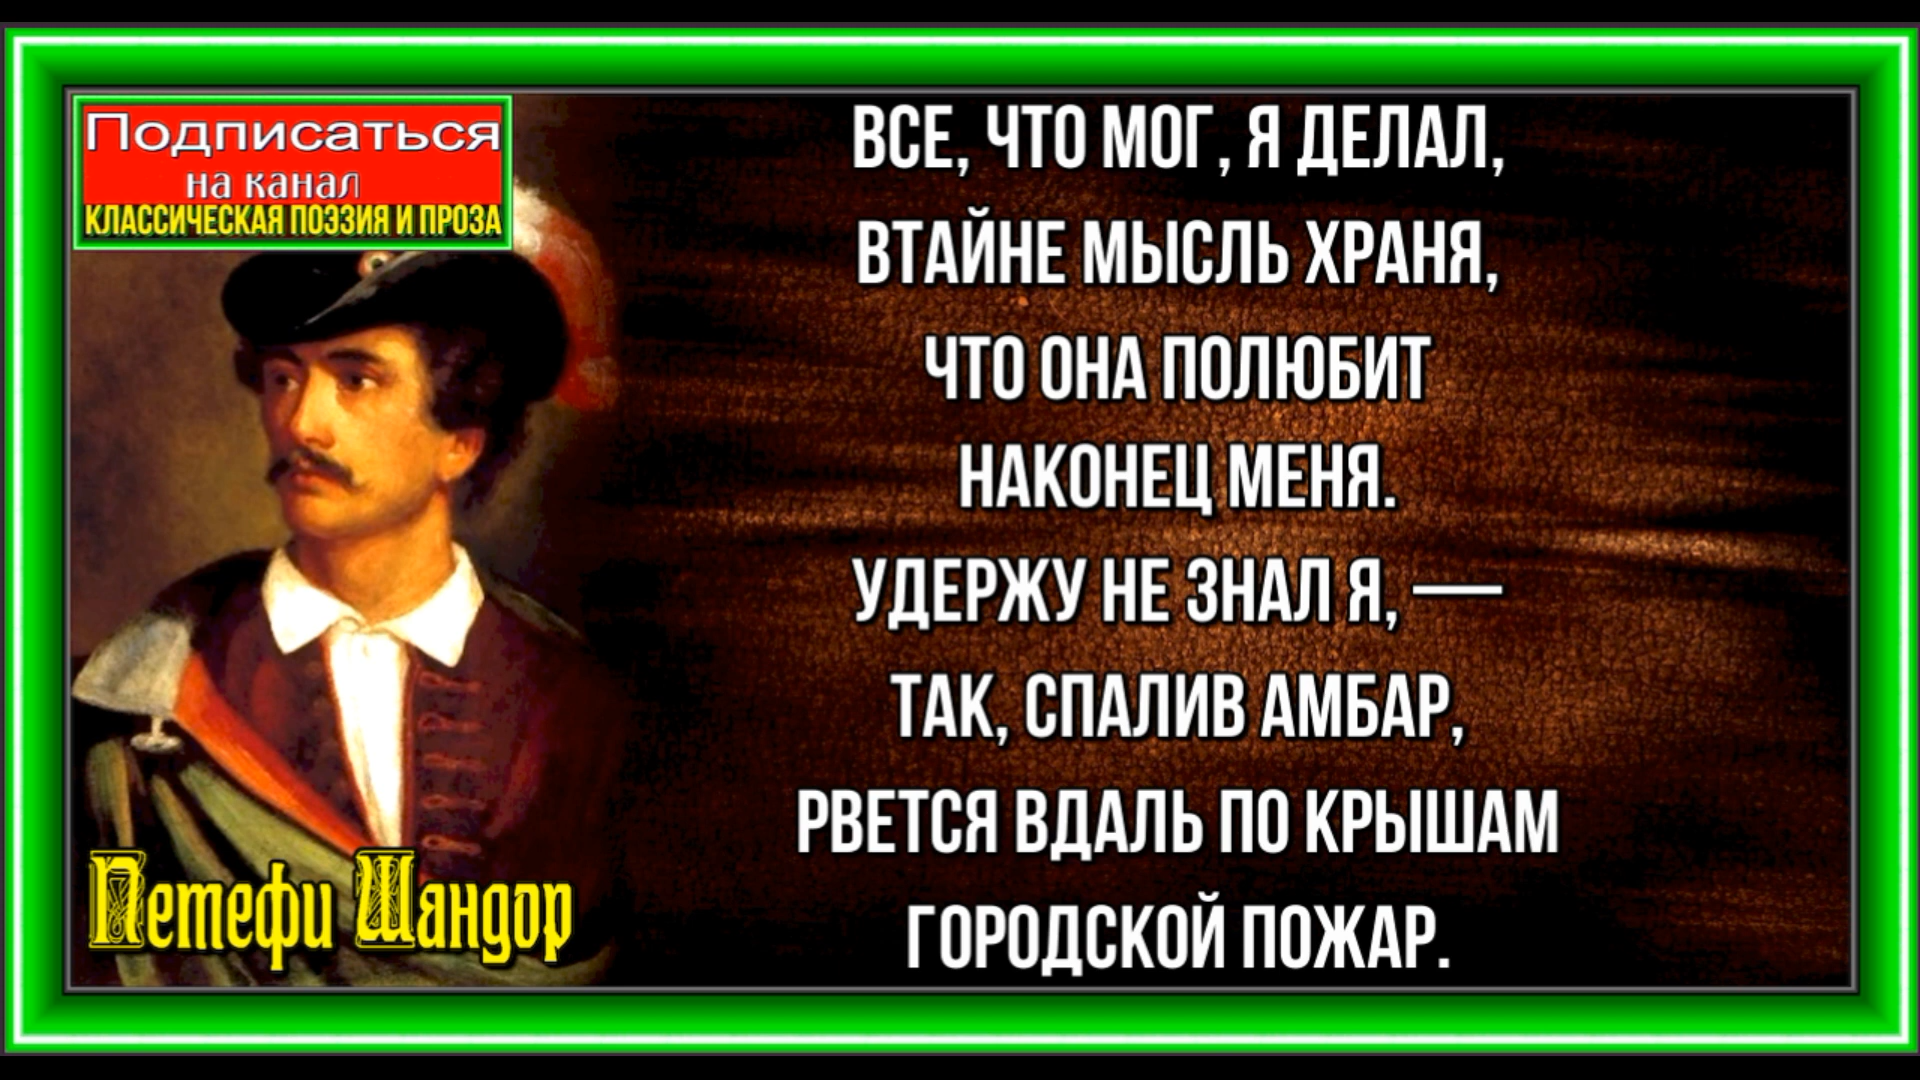 Подписаться
на канал
КЛАССИЧЕСКАЯ ПОЭЗИЯ И ПРОЗА
ВСЕ, ЧТО МОГ, Я ДЕЛАЛ,
ВТАЙНЕ МЫСЛЬ ХРАНЯ,
ЧТО ОНА ПОЛЮБИТ
НАКОНЕЦ МЕНЯ.
УДЕРЖУ НЕ ЗНАЛ Я, —
ТАК, СПАЛИВ АМБАР,
РВЕТСЯ ВДАЛЬ ПО КРЫШАМ
ГОРОДСКОЙ ПОЖАР.
Петефи Шандор